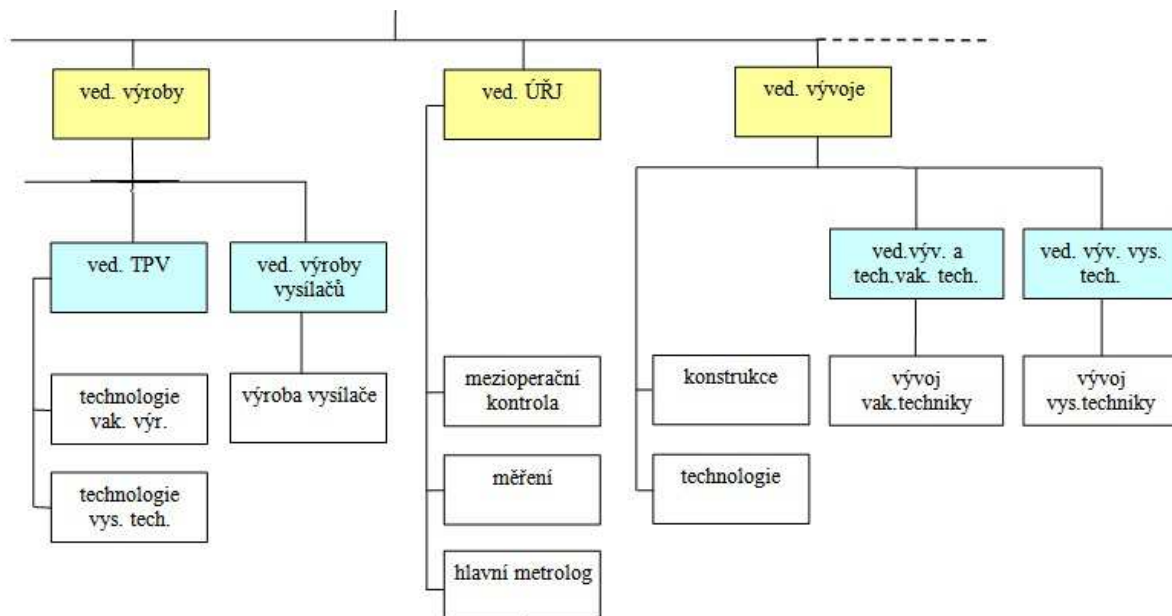 ved. výroby
ved. ÚŘJ
ved. vývoje
ved. TPV
ved. výroby
vysílačů
ved.výv. a
tech.vak. tech.
ved. výv. vys.
tech.
technologie
vak. výr.
výroba vysílače
mezioperační
kontrola
konstrukce
vývoj
vak.techniky
vývoj
vys.techniky
technologie
vys. tech.
měření
technologie
hlavní metrolog